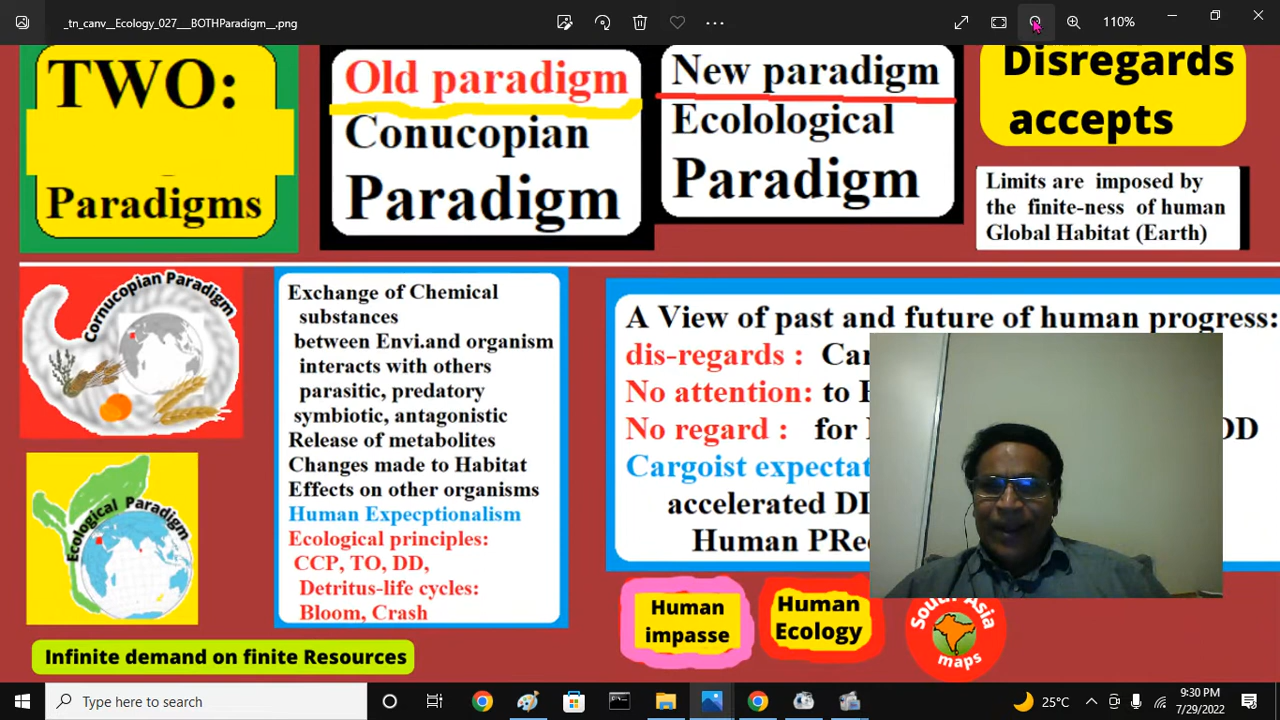 _tn_canv__Ecology_027___BOTHParadigm__.png
110%
TWO:
Paradigms
Old paradigm
Conucopian
Paradigm
New paradigm
Ecolological
Paradigm
Disregards
accepts
Limits are imposed by
the finite-ness of human
Global Habitat (Earth)
Cornucopian Paradigm
Ecological Paradigm
Exchange of Chemical
substances
between Envi.and organism
interacts with others
parasitic, predatory
symbiotic, antagonistic
Release of metabolites
Changes made to Habitat
Effects on other organisms
Human Expecptionalism
Ecological principles:
CCP, TO, DD,
Detritus-life cycles:
Bloom, Crash
A View of past and future of human progress:
dis-regards :
No attention: to
No regard : for
Cargoist
accelerated
Human
Human
impasse
Human
Ecology
South Asia
maps
Infinite demand on finite Resources
Type here to search
25°C
9:30 PM
7/29/2022